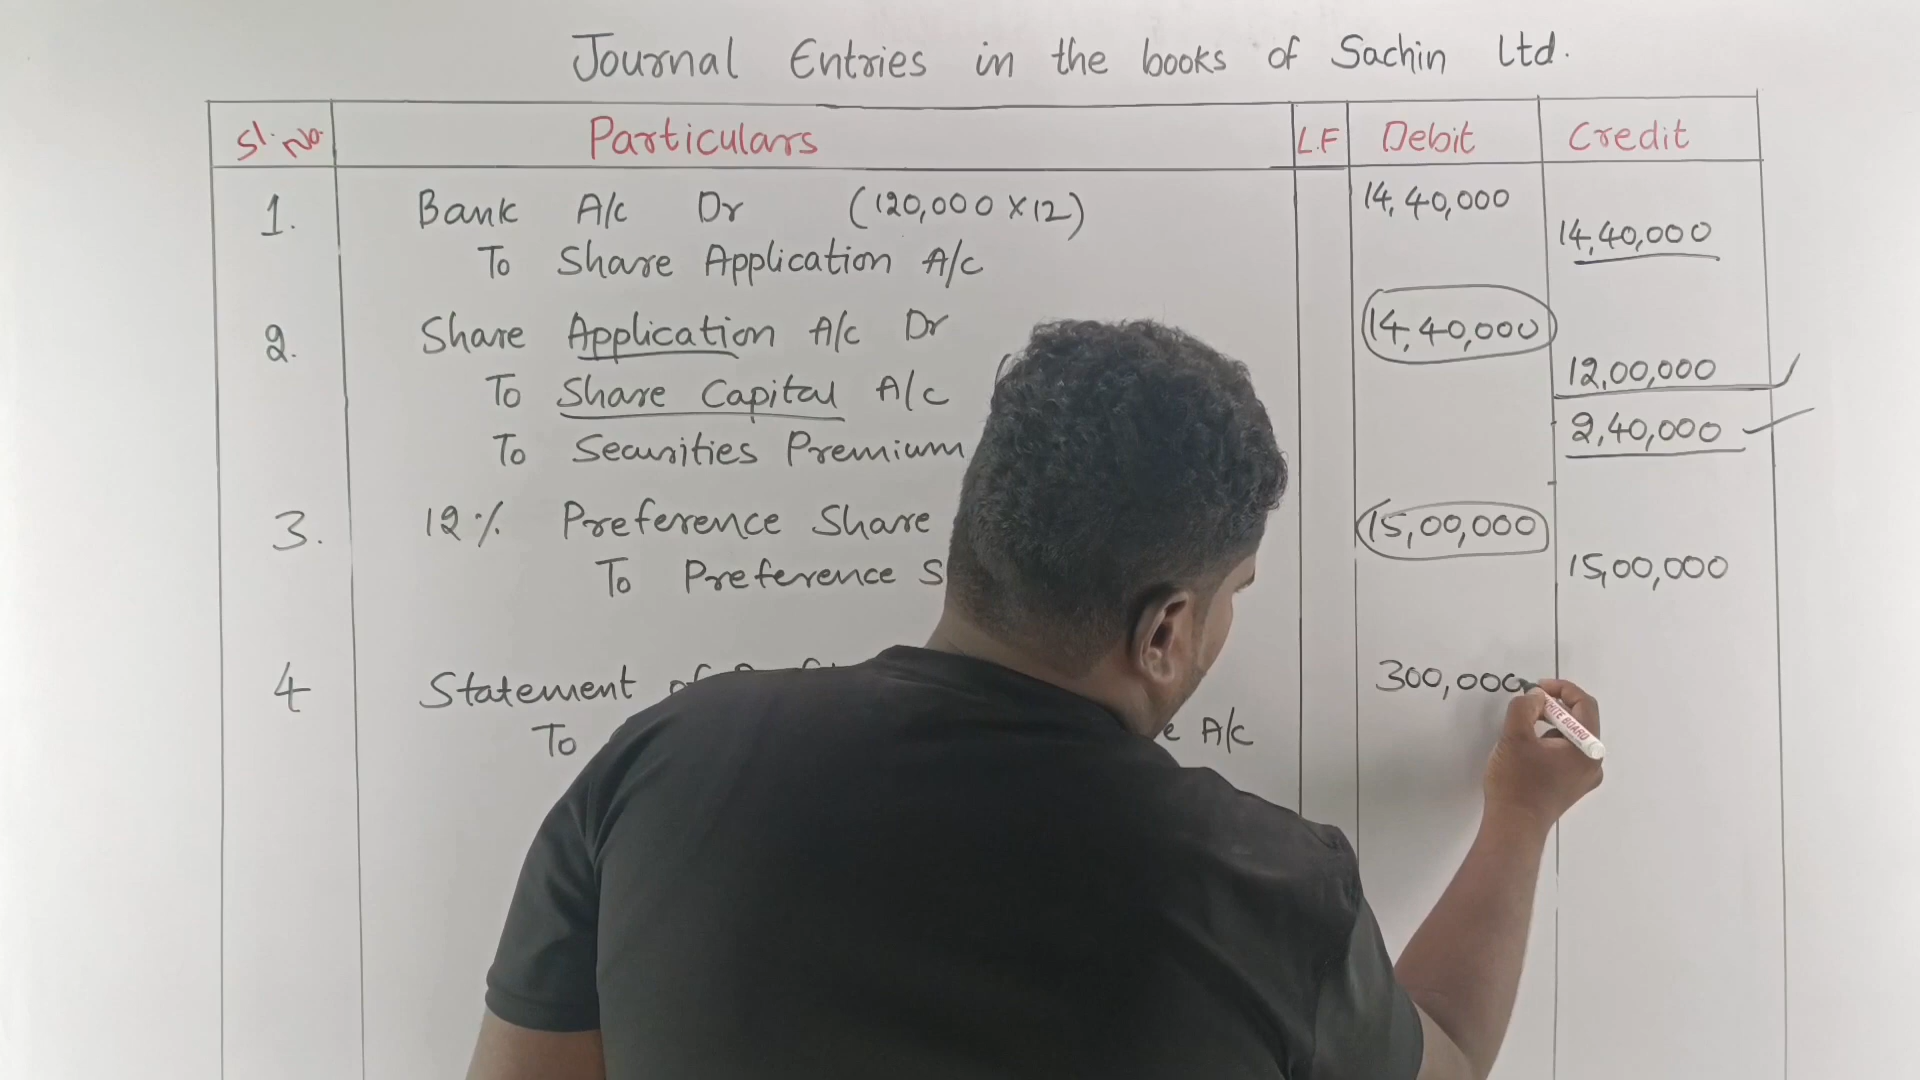 Journal Entries in the books of Sachin Ltd.
Sl. No. Particulars L.F Debit Credit
1. Bank A/c Dr (120,000 X 12) 14,40,000
To Share Application A/c 14,40,000
2. Share Application A/c Dr 14,40,000
To Share Capital A/c 12,00,000
To Securities Premium 2,40,000
3. 12% Preference Share 15,00,000
To Preference S 15,00,000
4 Statement of 300,000
To A/c
WHITE BOARD